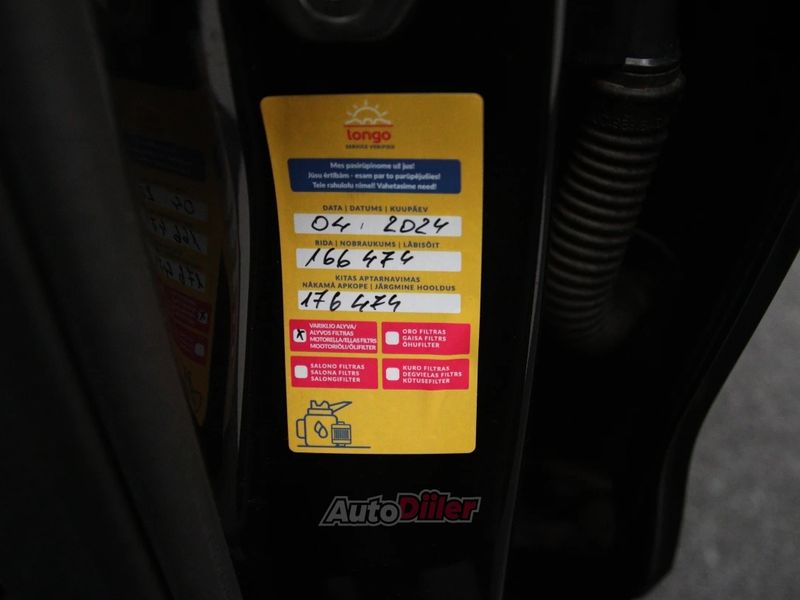 longo
SERVICE VERIFIED
Mes pasirūpinome už jus!
Jūsu ērtībām - esam par to parūpējušies!
Teie rahulolu nimel! Vahetasime need!
DATA | DATUMS | KUUPÄEV
04. 2024
RIDA | NOBRAUKUMS | LÄBISÕIT
166 474
KITAS APTARNAVIMAS
NĀKAMĀ APKOPE | JÄRGMINE HOOLDUS
176 474
VARIKLIO ALYVA/
ALYVOS FILTRAS
MOTORELLA/EĻĻAS FILTRS
MOOTORIÕLI/ÕLIFILTER
ORO FILTRAS
GAISA FILTRS
ÕHUFILTER
SALONO FILTRAS
SALONA FILTRS
SALONGIFILTER
KURO FILTRAS
DEGVIELAS FILTRS
KÜTUSEFILTER
AutoDiiler